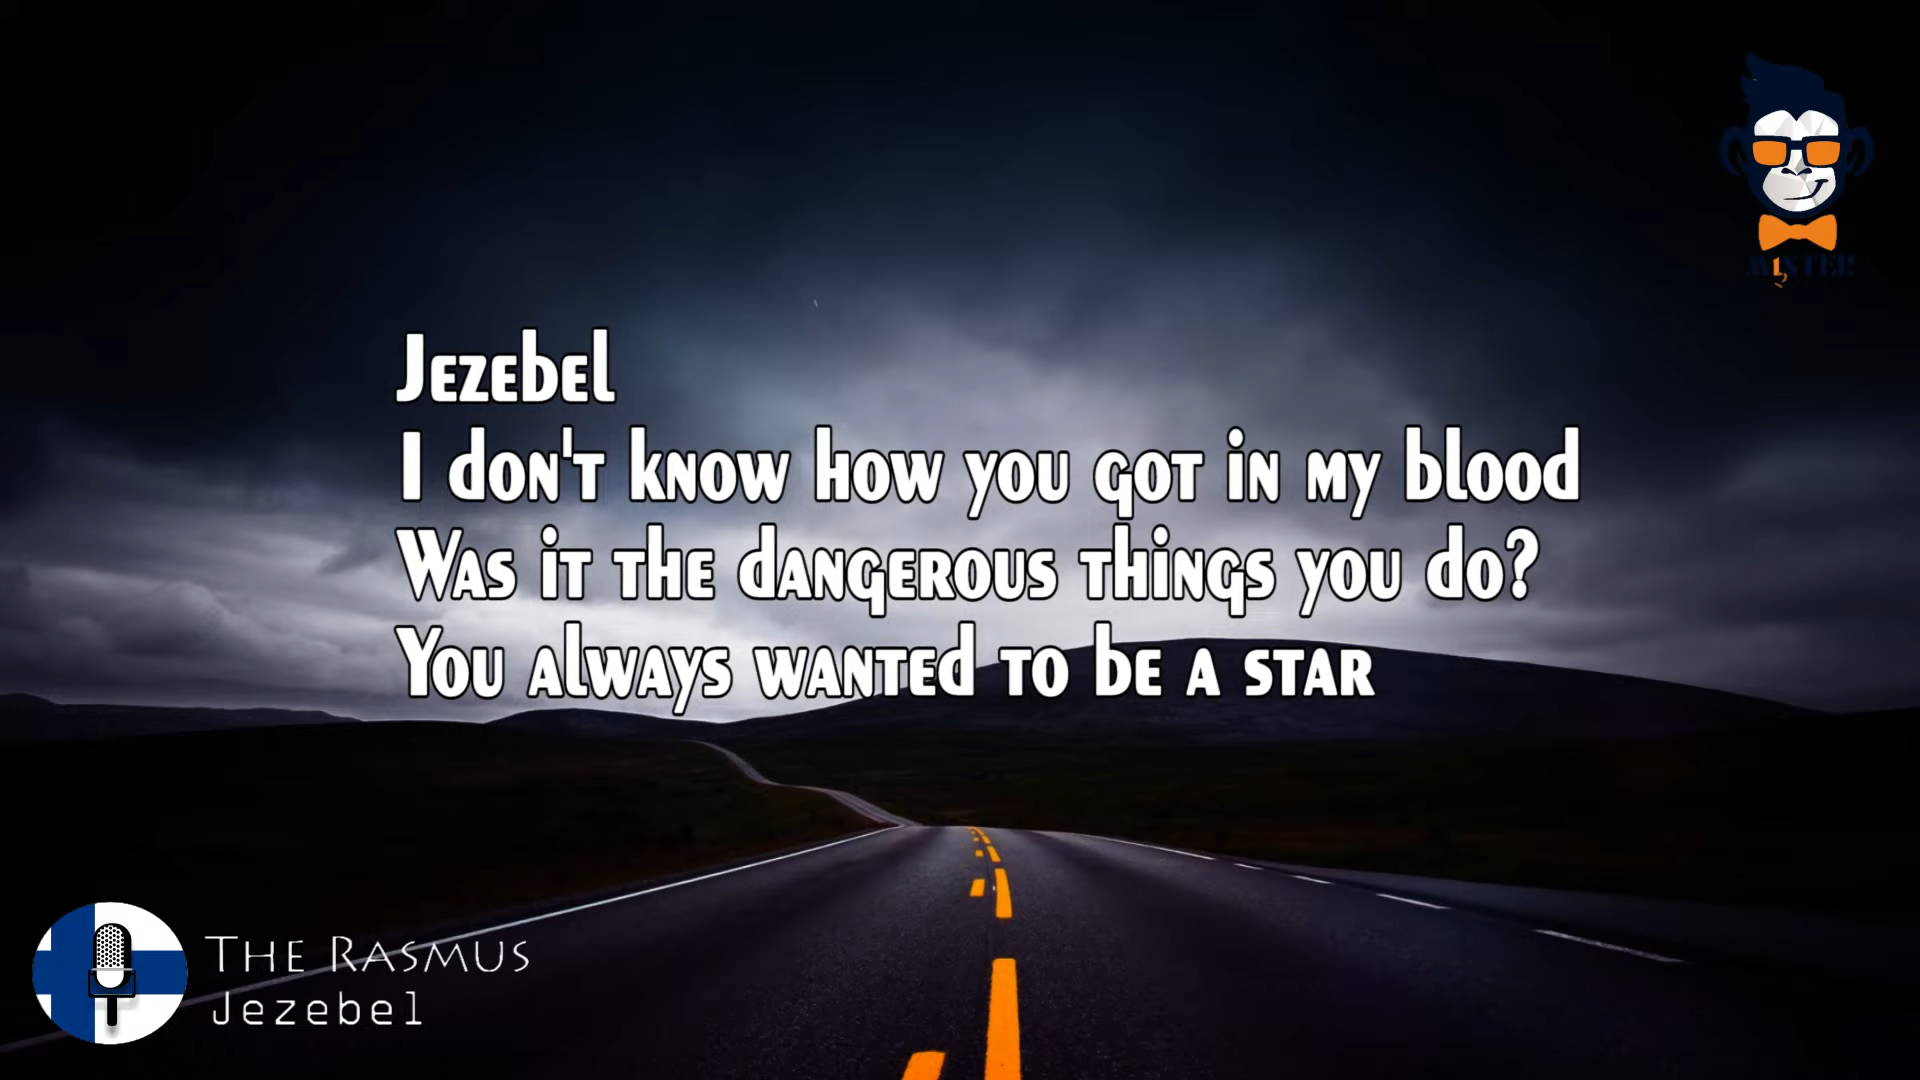 Jezebel
I don't know how you got in my blood
Was it the dangerous things you do?
You always wanted to be a star
The Rasmus
Jezebel